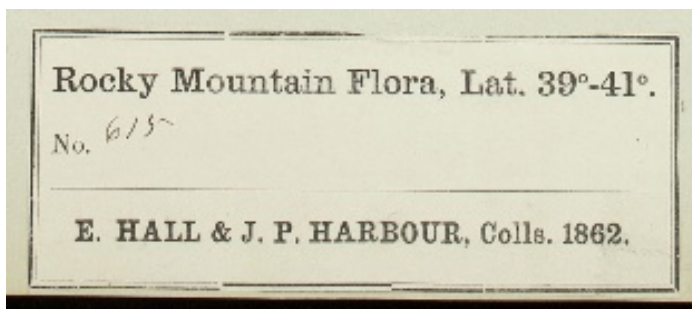 Rocky Mountain Flora, Lat. 39°-41°.
No. 615
E. HALL & J. P. HARBOUR, Colls. 1862.